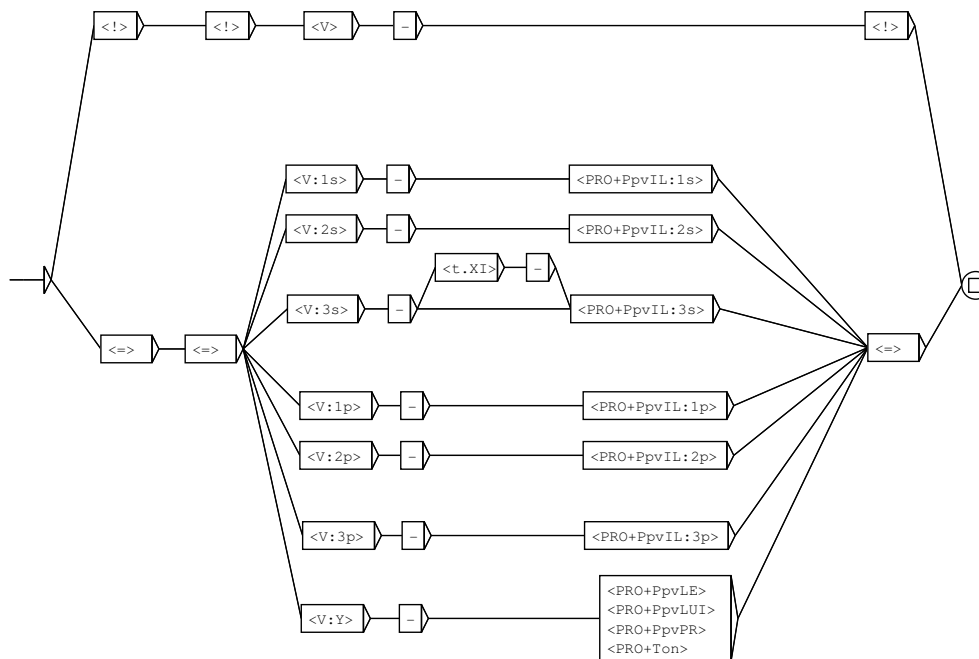 <!> <!> <V> – <!>
<V:1s> – <PRO+PpvIL:1s>
<V:2s> – <PRO+PpvIL:2s>
<t.XI> –
<V:3s> – <PRO+PpvIL:3s>
<=> <=> <=>
<V:1p> – <PRO+PpvIL:1p>
<V:2p> – <PRO+PpvIL:2p>
<V:3p> – <PRO+PpvIL:3p>
<V:Y> –
<PRO+PpvLE>
<PRO+PpvLUI>
<PRO+PpvPR>
<PRO+Ton>